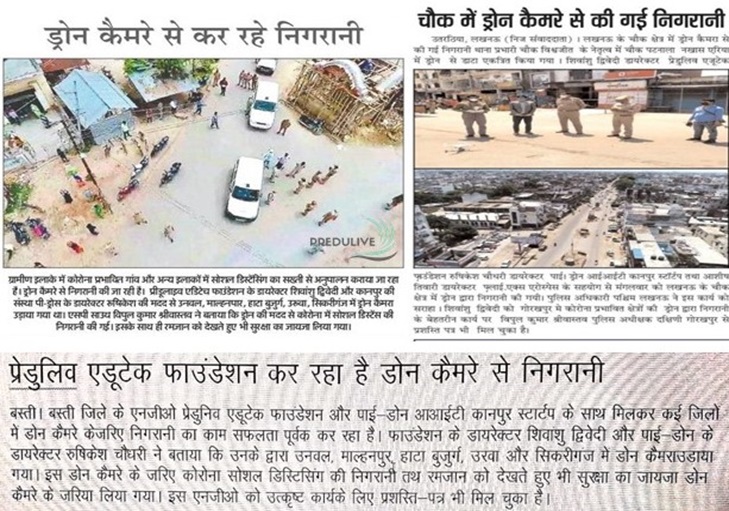 ड्रोन कैमरे से कर रहे निगरानी
PREDULIVE
ग्रामीण इलाके में कोरोना प्रभावित गांव और अन्य इलाकों में सोशल डिस्टेंसिंग का सख्ती से अनुपालन कराया जा रहा
है। ड्रोन कैमरे से निगरानी की जा रही है। प्रीडूलाइव एडिटेप फाउंडेशन के डायरेक्टर शिवांशु द्विवेदी और कानपुर की
संस्था पी-ड्रोंस के डायरेक्टर रुषिकेश की मदद से उनवल, माल्हनपार, हाटा बुजुर्ग, उरूवा, सिकरीगंज में ड्रोन कैमरा
उड़ाया गया था। एसपी साउथ विपुल कुमार श्रीवास्तव ने बताया कि ड्रोन की मदद से कोरोना में सोशल डिस्टेंस की
निगरानी की गई। इसके साथ ही रमजान को देखते हुए भी सुरक्षा का जायजा लिया गया।
चौक में ड्रोन कैमरे से की गई निगरानी
उतरठिया, लखनऊ (निज संवाददाता) । लखनऊ के चौक क्षेत्र में ड्रोन कैमरा से
की गई निगरानी थाना प्रभारी चौक विश्वजीत के नेतृत्व में चौक पटनाला नखास एरिया
में ड्रोन से डाटा एकत्रित किया गया । शिवांशु द्विवेदी डायरेक्टर प्रेडुलिव एजूटेक
फाउंडेशन रुषिकेश चौधरी डायरेक्टर पाई। ड्रोन आईआईटी कानपुर स्टार्टप तथा आशीष
तिवारी डायरेक्टर फ्लाई.एक्स एरोस्पेस के सहयोग से मंगलवार को लखनऊ के चौक
क्षेत्र में ड्रोन द्वारा निगरानी की गयी। पुलिस अधिकारी पश्चिम लखनऊ ने इस कार्य को
सराहा । शिवांशु द्विवेदी को गोरखपुर मे कोरोना प्रभावित क्षेत्रों की ड्रोन द्वारा निगरानी
के बेहतरीन कार्य पर विपुल कुमार श्रीवास्तव पुलिस अधीक्षक दक्षिणी गोरखपुर से
प्रशस्ति पत्र भी मिल चुका है।
प्रेडुलिव एडूटेक फाउंडेशन कर रहा है डोन कैमरे से निगरानी
बस्ती। बस्ती जिले के एनजीओ प्रेडुनिव एडूटेक फाउंडेशन और पाई-डोन आआईटी कानपुर स्टार्टप के साथ मिलकर कई जिलों
में डोन कैमरे केजरिए निगरानी का काम सफलता पूर्वक कर रहा है। फाउंडेशन के डायरेक्टर शिवांशु द्विवेदी और पाई-डोन के
डायरेक्टर रुषिकेश चौधरी ने बताया कि उनके द्वारा उनवल, माल्हनपुर, हाटा बुजुर्ग, उरवा और सिकरीगज मे डोन कैमराउडाया
गया। इस डोन कैमरे के जरिए कोरोना सोशल डिस्टिसिंग की निगरानी तथ रमजान को देखते हुए भी सुरक्षा का जायजा डोन
कैमरे के जरिया लिया गया। इस एनजीओ को उत्कृष्ट कार्यके लिए प्रशस्ति-पत्र भी मिल चुका है।